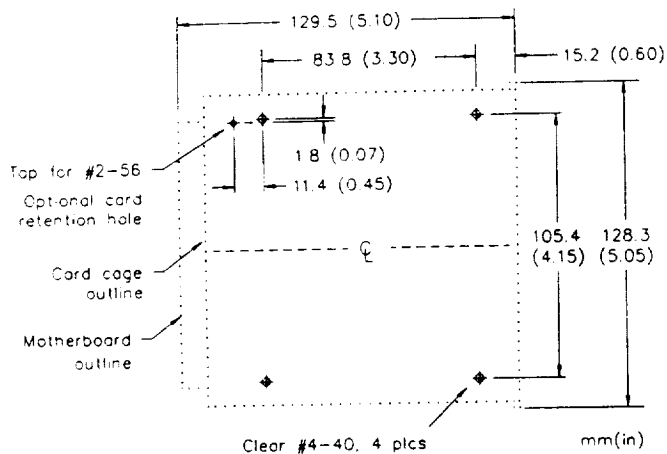 129.5 (5.10)
83.8 (3.30)
15.2 (0.60)
1.8 (0.07)
11.4 (0.45)
Tap for #2-56
Optional card
retention hole
Card cage
outline
Motherboard
outline
℄
105.4
(4.15)
128.3
(5.05)
Clear #4-40, 4 plcs
mm(in)